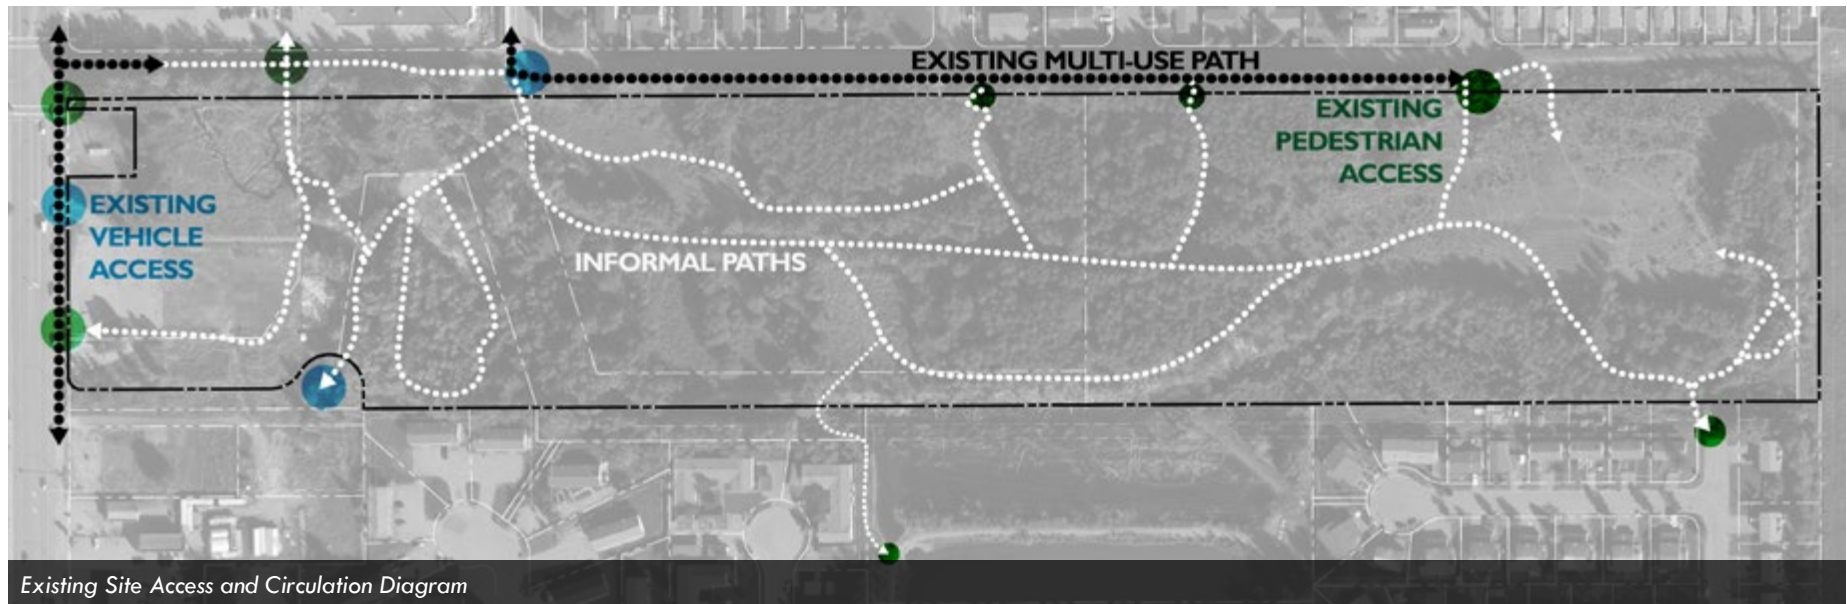 EXISTING MULTI-USE PATH
EXISTING
PEDESTRIAN
ACCESS
EXISTING
VEHICLE
ACCESS
INFORMAL PATHS
Existing Site Access and Circulation Diagram